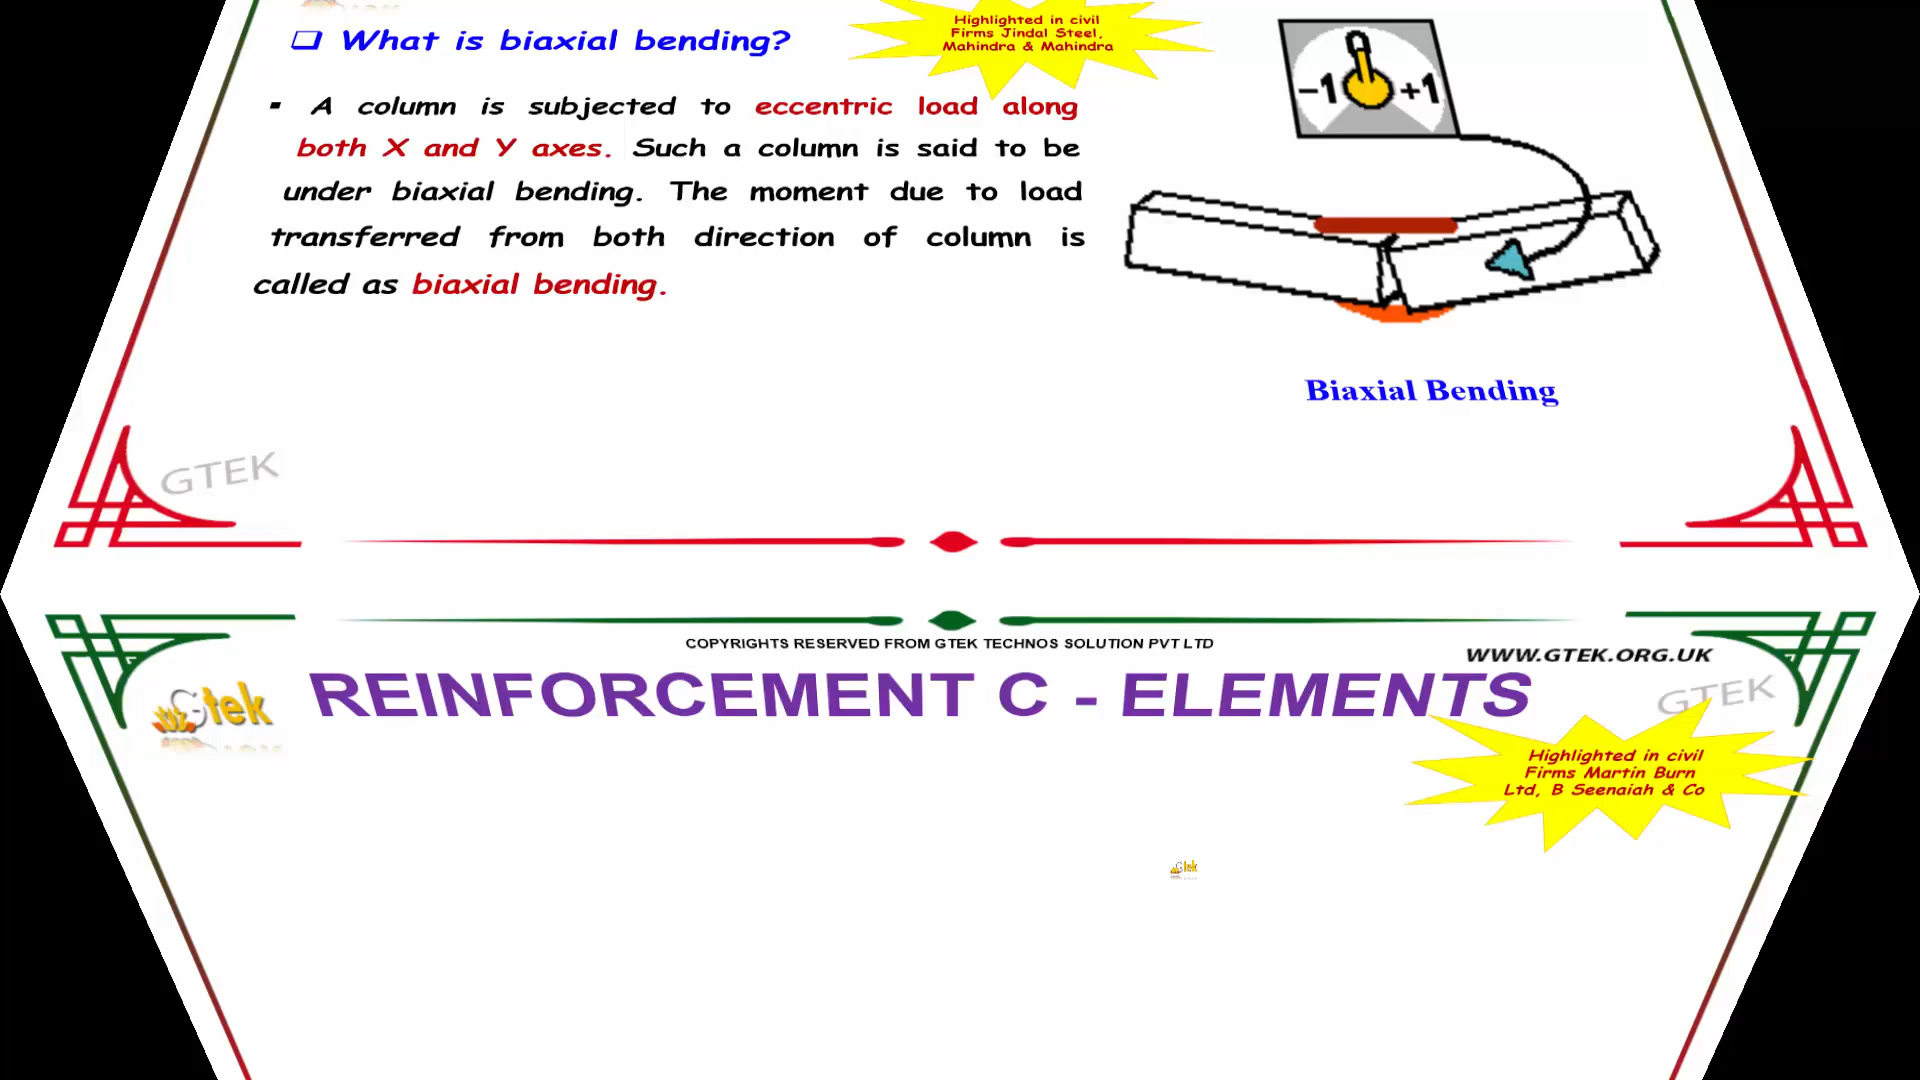 Highlighted in civil
Firms Jindal Steel,
Mahindra & Mahindra
❑ What is biaxial bending?
▪ A column is subjected to eccentric load along
both X and Y axes. Such a column is said to be
under biaxial bending. The moment due to load
transferred from both direction of column is
called as biaxial bending.
-1 +1
Biaxial Bending
GTEK
COPYRIGHTS RESERVED FROM GTEK TECHNOS SOLUTION PVT LTD
WWW.GTEK.ORG.UK
Gtek
REINFORCEMENT C - ELEMENTS
GTEK
Highlighted in civil
Firms Martin Burn
Ltd, B Seenaiah & Co
Gtek